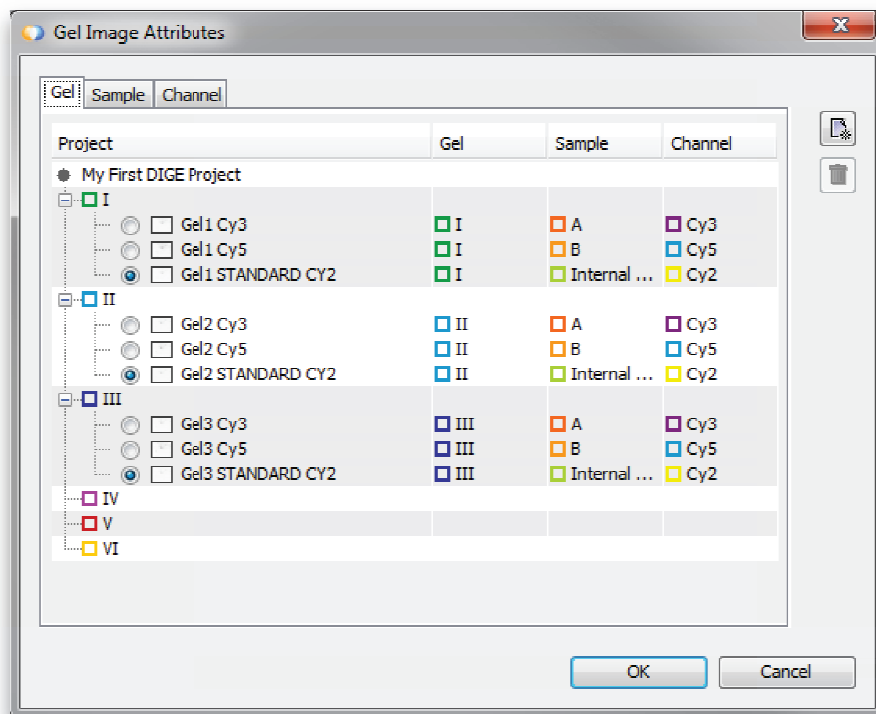 Gel Image Attributes
Gel Sample Channel
Project Gel Sample Channel
My First DIGE Project
I
Gel1 Cy3 I A Cy3
Gel1 Cy5 I B Cy5
Gel1 STANDARD CY2 I Internal ... Cy2
II
Gel2 Cy3 II A Cy3
Gel2 Cy5 II B Cy5
Gel2 STANDARD CY2 II Internal ... Cy2
III
Gel3 Cy3 III A Cy3
Gel3 Cy5 III B Cy5
Gel3 STANDARD CY2 III Internal ... Cy2
IV
V
VI
OK Cancel